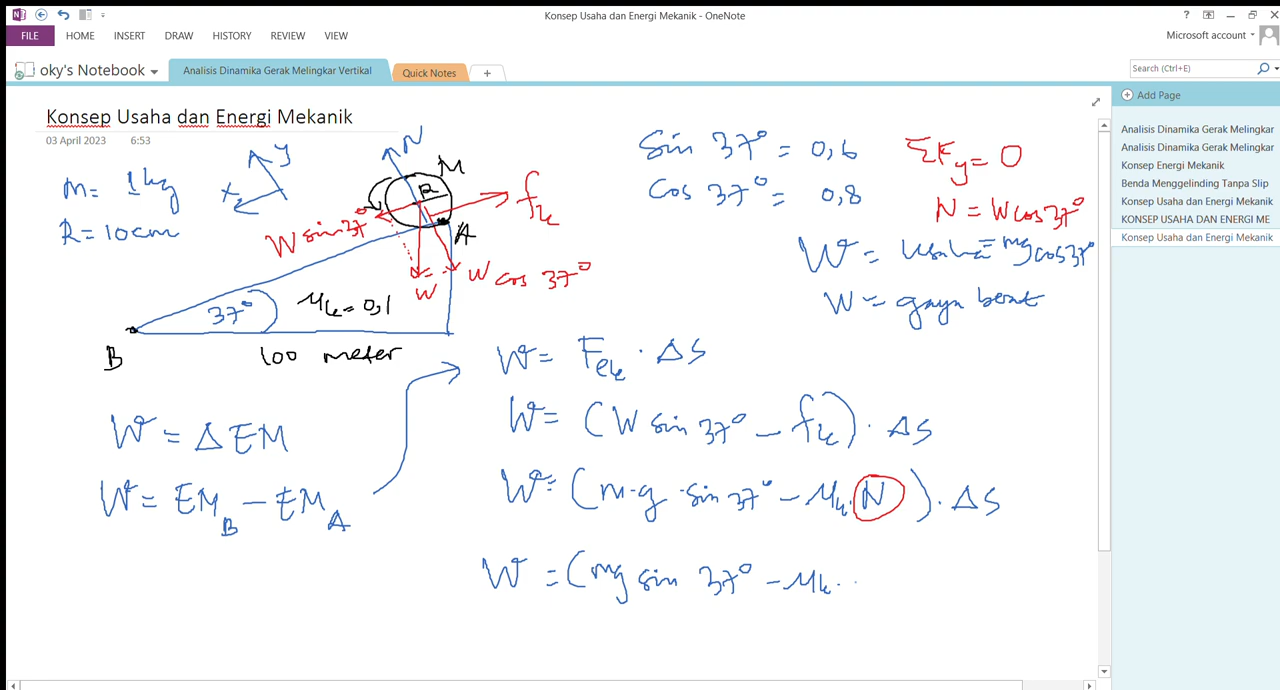 Konsep Usaha dan Energi Mekanik - OneNote
FILE HOME INSERT DRAW HISTORY REVIEW VIEW
Microsoft account
oky's Notebook
Analisis Dinamika Gerak Melingkar Vertikal
Quick Notes
+
Search (Ctrl+E)
Konsep Usaha dan Energi Mekanik
03 April 2023 6:53
m = 1 kg
R = 10 cm
y
x
N
M
R
fk
A
W sin 37°
W
W cos 37°
37°
μk = 0,1
B
100 meter
sin 37° = 0,6
cos 37° = 0,8
ΣFy = 0
N = W cos 37°
= mg cos 37°
W = usaha
W = gaya berat
W = ΔEM
W = EMB - EMA
W = Fek · ΔS
W = (W sin 37° - fk) · ΔS
W = (m·g·sin 37° - μk·N) · ΔS
W = (mg sin 37° - μk ·
Add Page
Analisis Dinamika Gerak Melingkar
Analisis Dinamika Gerak Melingkar
Konsep Energi Mekanik
Benda Menggelinding Tanpa Slip
Konsep Usaha dan Energi Mekanik
KONSEP USAHA DAN ENERGI ME
Konsep Usaha dan Energi Mekanik